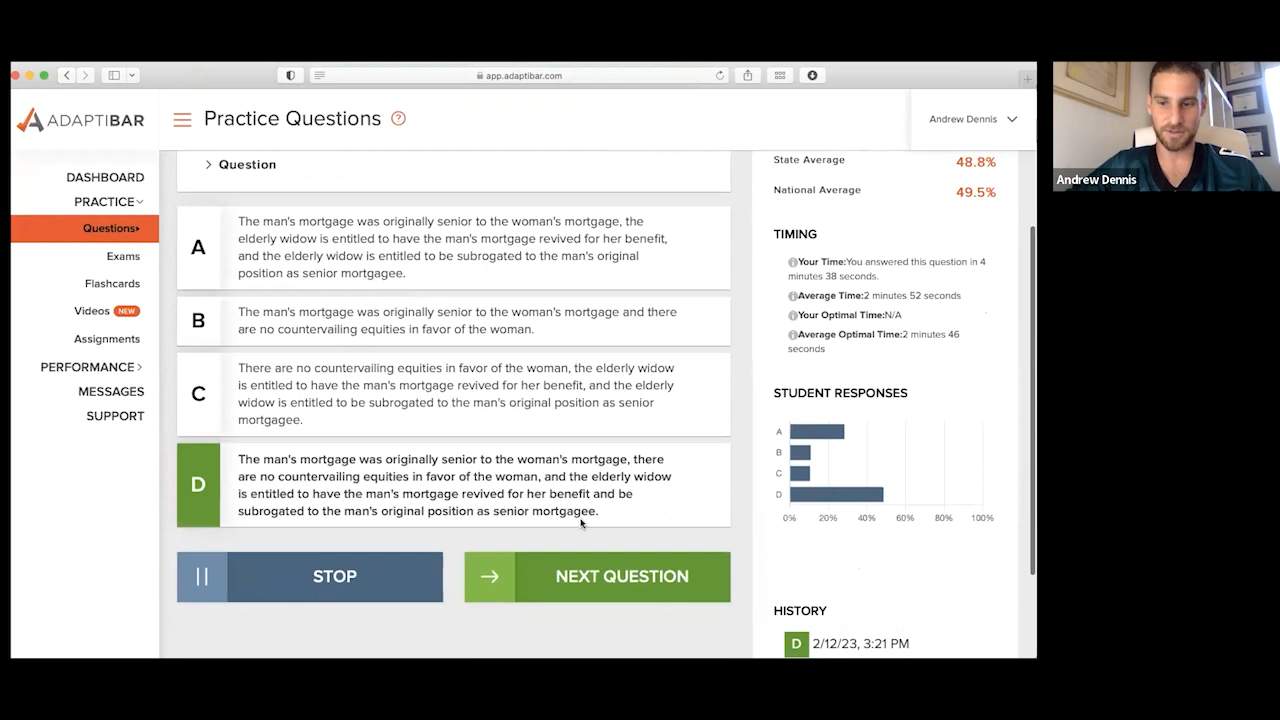 app.adaptibar.com
ADAPTIBAR
Practice Questions
?
Andrew Dennis
DASHBOARD
PRACTICE
Questions
Exams
Flashcards
Videos NEW
Assignments
PERFORMANCE
MESSAGES
SUPPORT
Question
A
The man's mortgage was originally senior to the woman's mortgage, the
elderly widow is entitled to have the man's mortgage revived for her benefit,
and the elderly widow is entitled to be subrogated to the man's original
position as senior mortgagee.
B
The man's mortgage was originally senior to the woman's mortgage and there
are no countervailing equities in favor of the woman.
C
There are no countervailing equities in favor of the woman, the elderly widow
is entitled to have the man's mortgage revived for her benefit, and the elderly
widow is entitled to be subrogated to the man's original position as senior
mortgagee.
D
The man's mortgage was originally senior to the woman's mortgage, there
are no countervailing equities in favor of the woman, and the elderly widow
is entitled to have the man's mortgage revived for her benefit and be
subrogated to the man's original position as senior mortgagee.
STOP
NEXT QUESTION
State Average 48.8%
National Average 49.5%
TIMING
Your Time:You answered this question in 4
minutes 38 seconds.
Average Time:2 minutes 52 seconds
Your Optimal Time:N/A
Average Optimal Time:2 minutes 46
seconds
STUDENT RESPONSES
A
B
C
D
0% 20% 40% 60% 80% 100%
HISTORY
D 2/12/23, 3:21 PM
Andrew Dennis